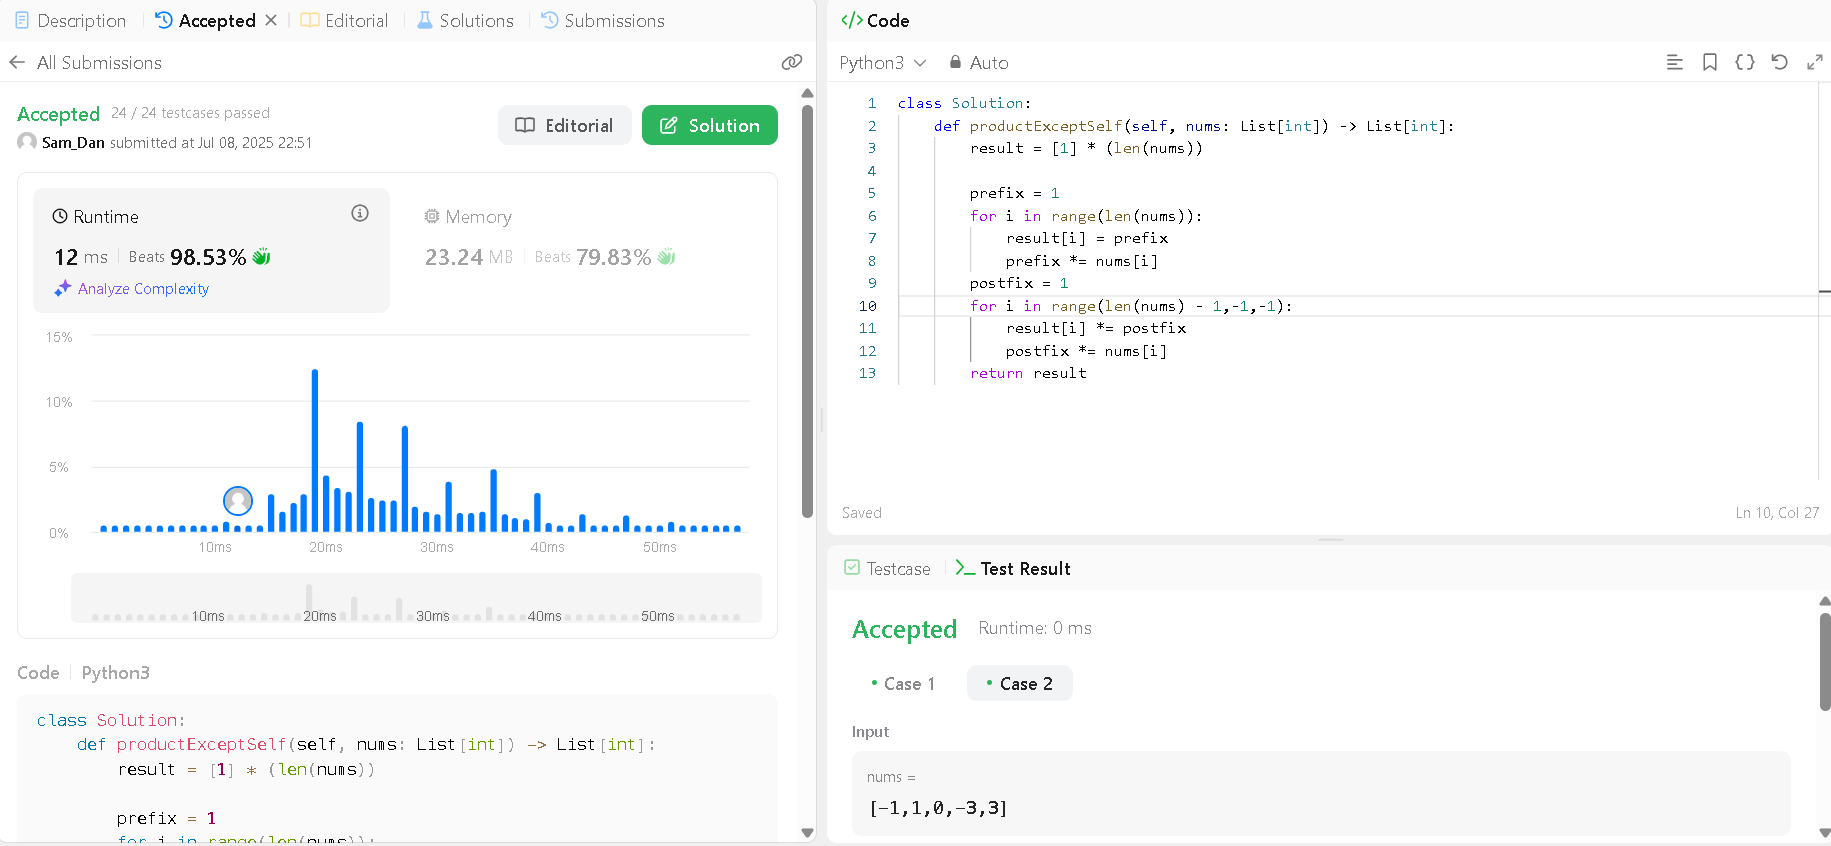 Description
Accepted
Editorial
Solutions
Submissions
All Submissions
Accepted 24 / 24 testcases passed
Sam_Dan submitted at Jul 08, 2025 22:51
Editorial
Solution
Runtime
12 ms | Beats 98.53%
Analyze Complexity
Memory
23.24 MB | Beats 79.83%
15%
10%
5%
0%
10ms 20ms 30ms 40ms 50ms
10ms 20ms 30ms 40ms 50ms
Code | Python3
class Solution:
    def productExceptSelf(self, nums: List[int]) -> List[int]:
        result = [1] * (len(nums))
        prefix = 1
        for i in range(len(nums)):
</> Code
Python3 Auto
1 class Solution:
2     def productExceptSelf(self, nums: List[int]) -> List[int]:
3         result = [1] * (len(nums))
4
5         prefix = 1
6         for i in range(len(nums)):
7             result[i] = prefix
8             prefix *= nums[i]
9         postfix = 1
10         for i in range(len(nums) - 1,-1,-1):
11             result[i] *= postfix
12             postfix *= nums[i]
13         return result
Saved
Ln 10, Col 27
Testcase
Test Result
Accepted Runtime: 0 ms
Case 1
Case 2
Input
nums =
[-1,1,0,-3,3]